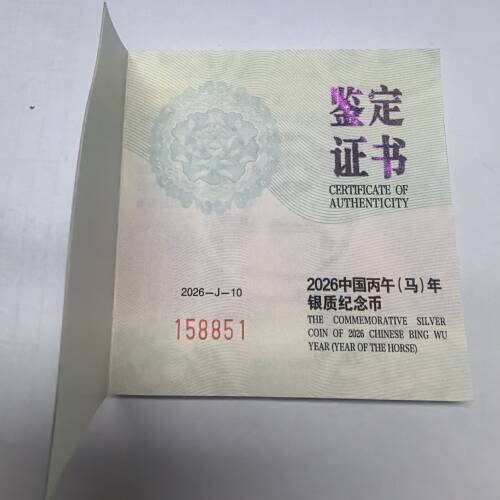 鉴定
证书
CERTIFICATE OF
AUTHENTICITY
2026-J-10
158851
2026中国丙午(马)年
银质纪念币
THE COMMEMORATIVE SILVER
COIN OF 2026 CHINESE BING WU
YEAR (YEAR OF THE HORSE)